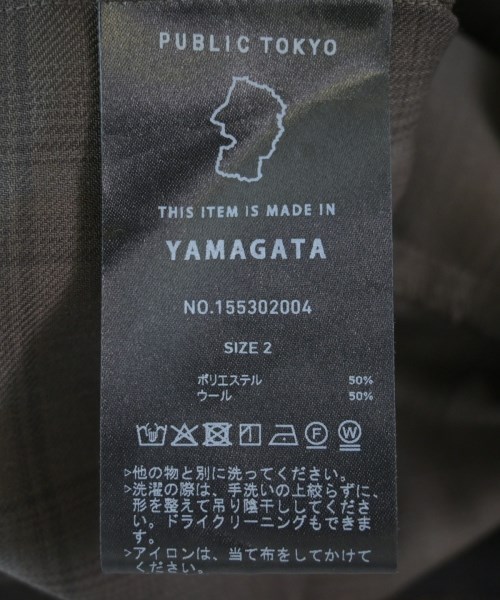 PUBLIC TOKYO
THIS ITEM IS MADE IN
YAMAGATA
NO.155302004
SIZE 2
ポリエステル 50%
ウール 50%
F W
>他の物と別に洗ってください。
>洗濯の際は、手洗いの上絞らずに、
形を整えて吊り陰干ししてくださ
い。ドライクリーニングもできま
す。
>アイロンは、当て布をしてかけて
ください。